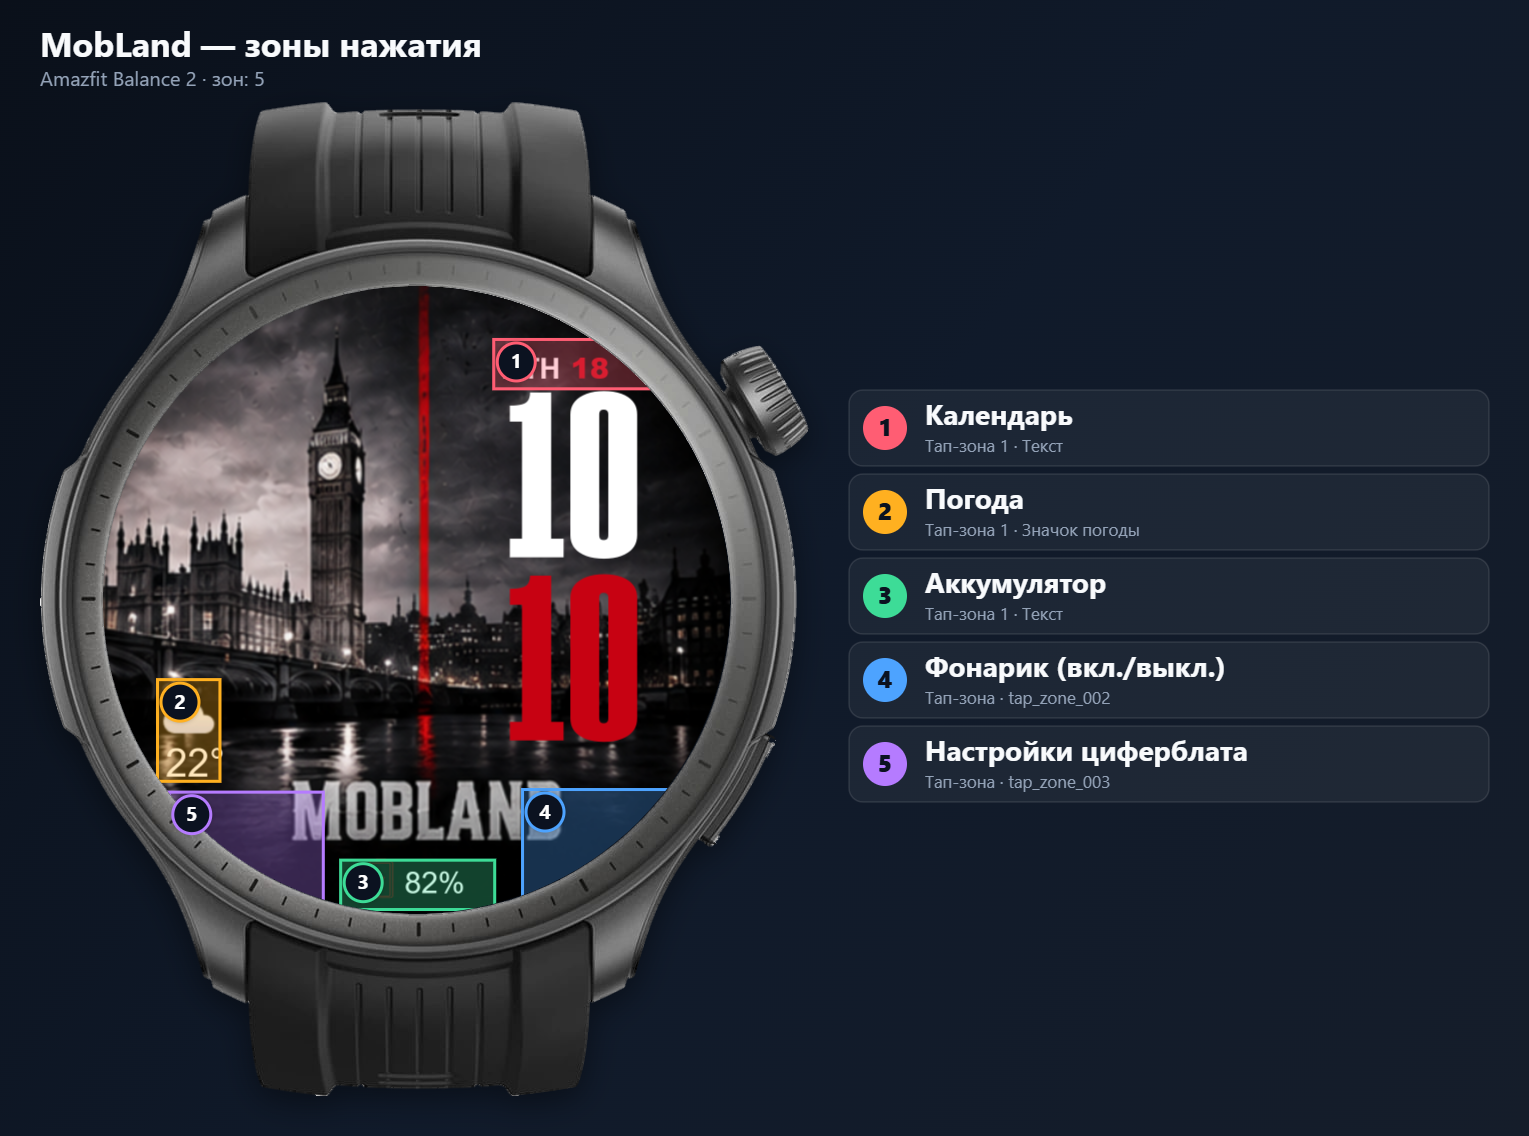 MobLand — зоны нажатия
Amazfit Balance 2 · зон: 5
1
TH 18
10
10
2
22°
MOBLAND
5
4
3
82%
1
Календарь
Тап-зона 1 · Текст
2
Погода
Тап-зона 1 · Значок погоды
3
Аккумулятор
Тап-зона 1 · Текст
4
Фонарик (вкл./выкл.)
Тап-зона · tap_zone_002
5
Настройки циферблата
Тап-зона · tap_zone_003